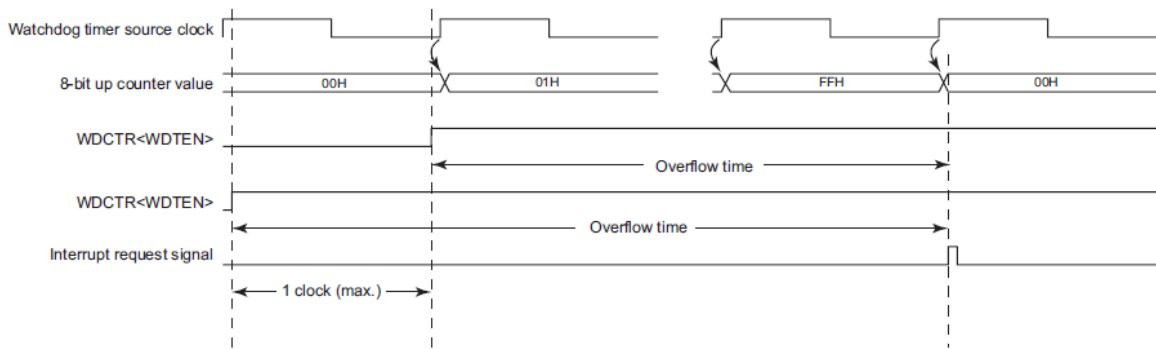 Watchdog timer source clock
8-bit up counter value
00H 01H FFH 00H
WDCTR<WDTEN>
Overflow time
WDCTR<WDTEN>
Overflow time
Interrupt request signal
1 clock (max.)